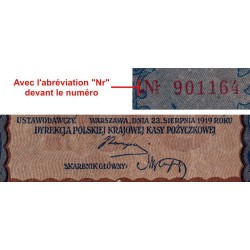 Avec l'abréviation "Nr"
devant le numéro
Nr 901164
USTAWODAWCZY. WARSZAWA, DNIA 23. SIERPNIA 1919 ROKU
DYREKCJA POLSKIEJ KRAJOWEJ KASY POŻYCZKOWEJ
SKARBNIK GŁÓWNY: